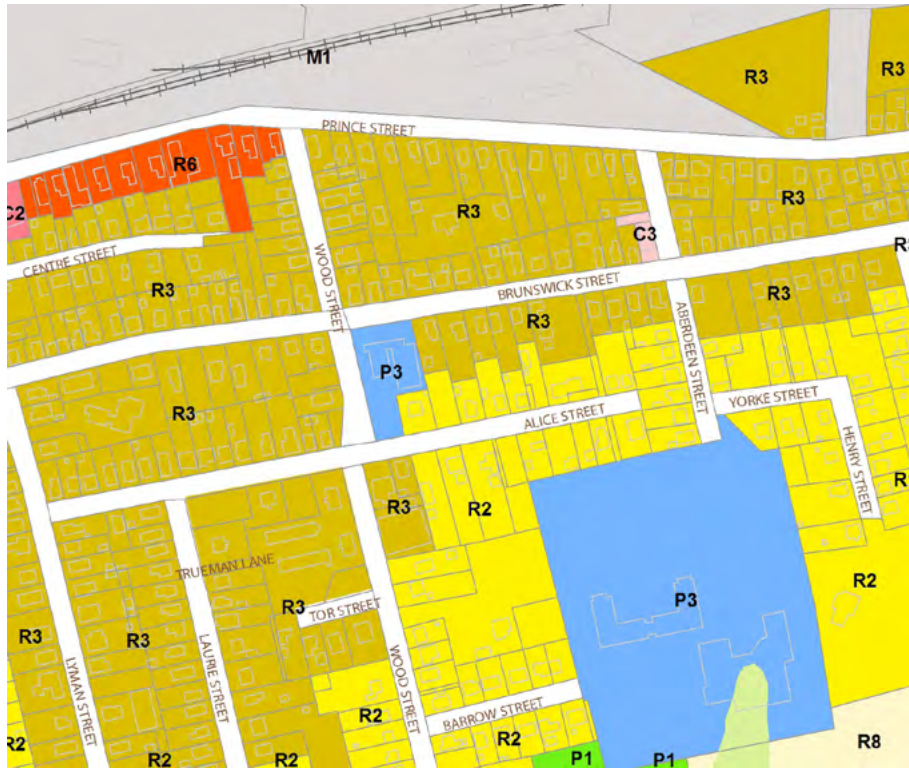 M1
R3
R3
PRINCE STREET
R6
R3
R3
C2
C3
CENTRE STREET
WOOD STREET
R3
BRUNSWICK STREET
R3
R3
ABERDEEN STREET
P3
R3
ALICE STREET
YORKE STREET
HENRY STREET
R3
R2
TRUEMAN LANE
R2
R3
P3
TOR STREET
R3
R3
LYMAN STREET
LAURIE STREET
WOOD STREET
R2
BARROW STREET
R2
R2
R8
R2
R2
P1
P1